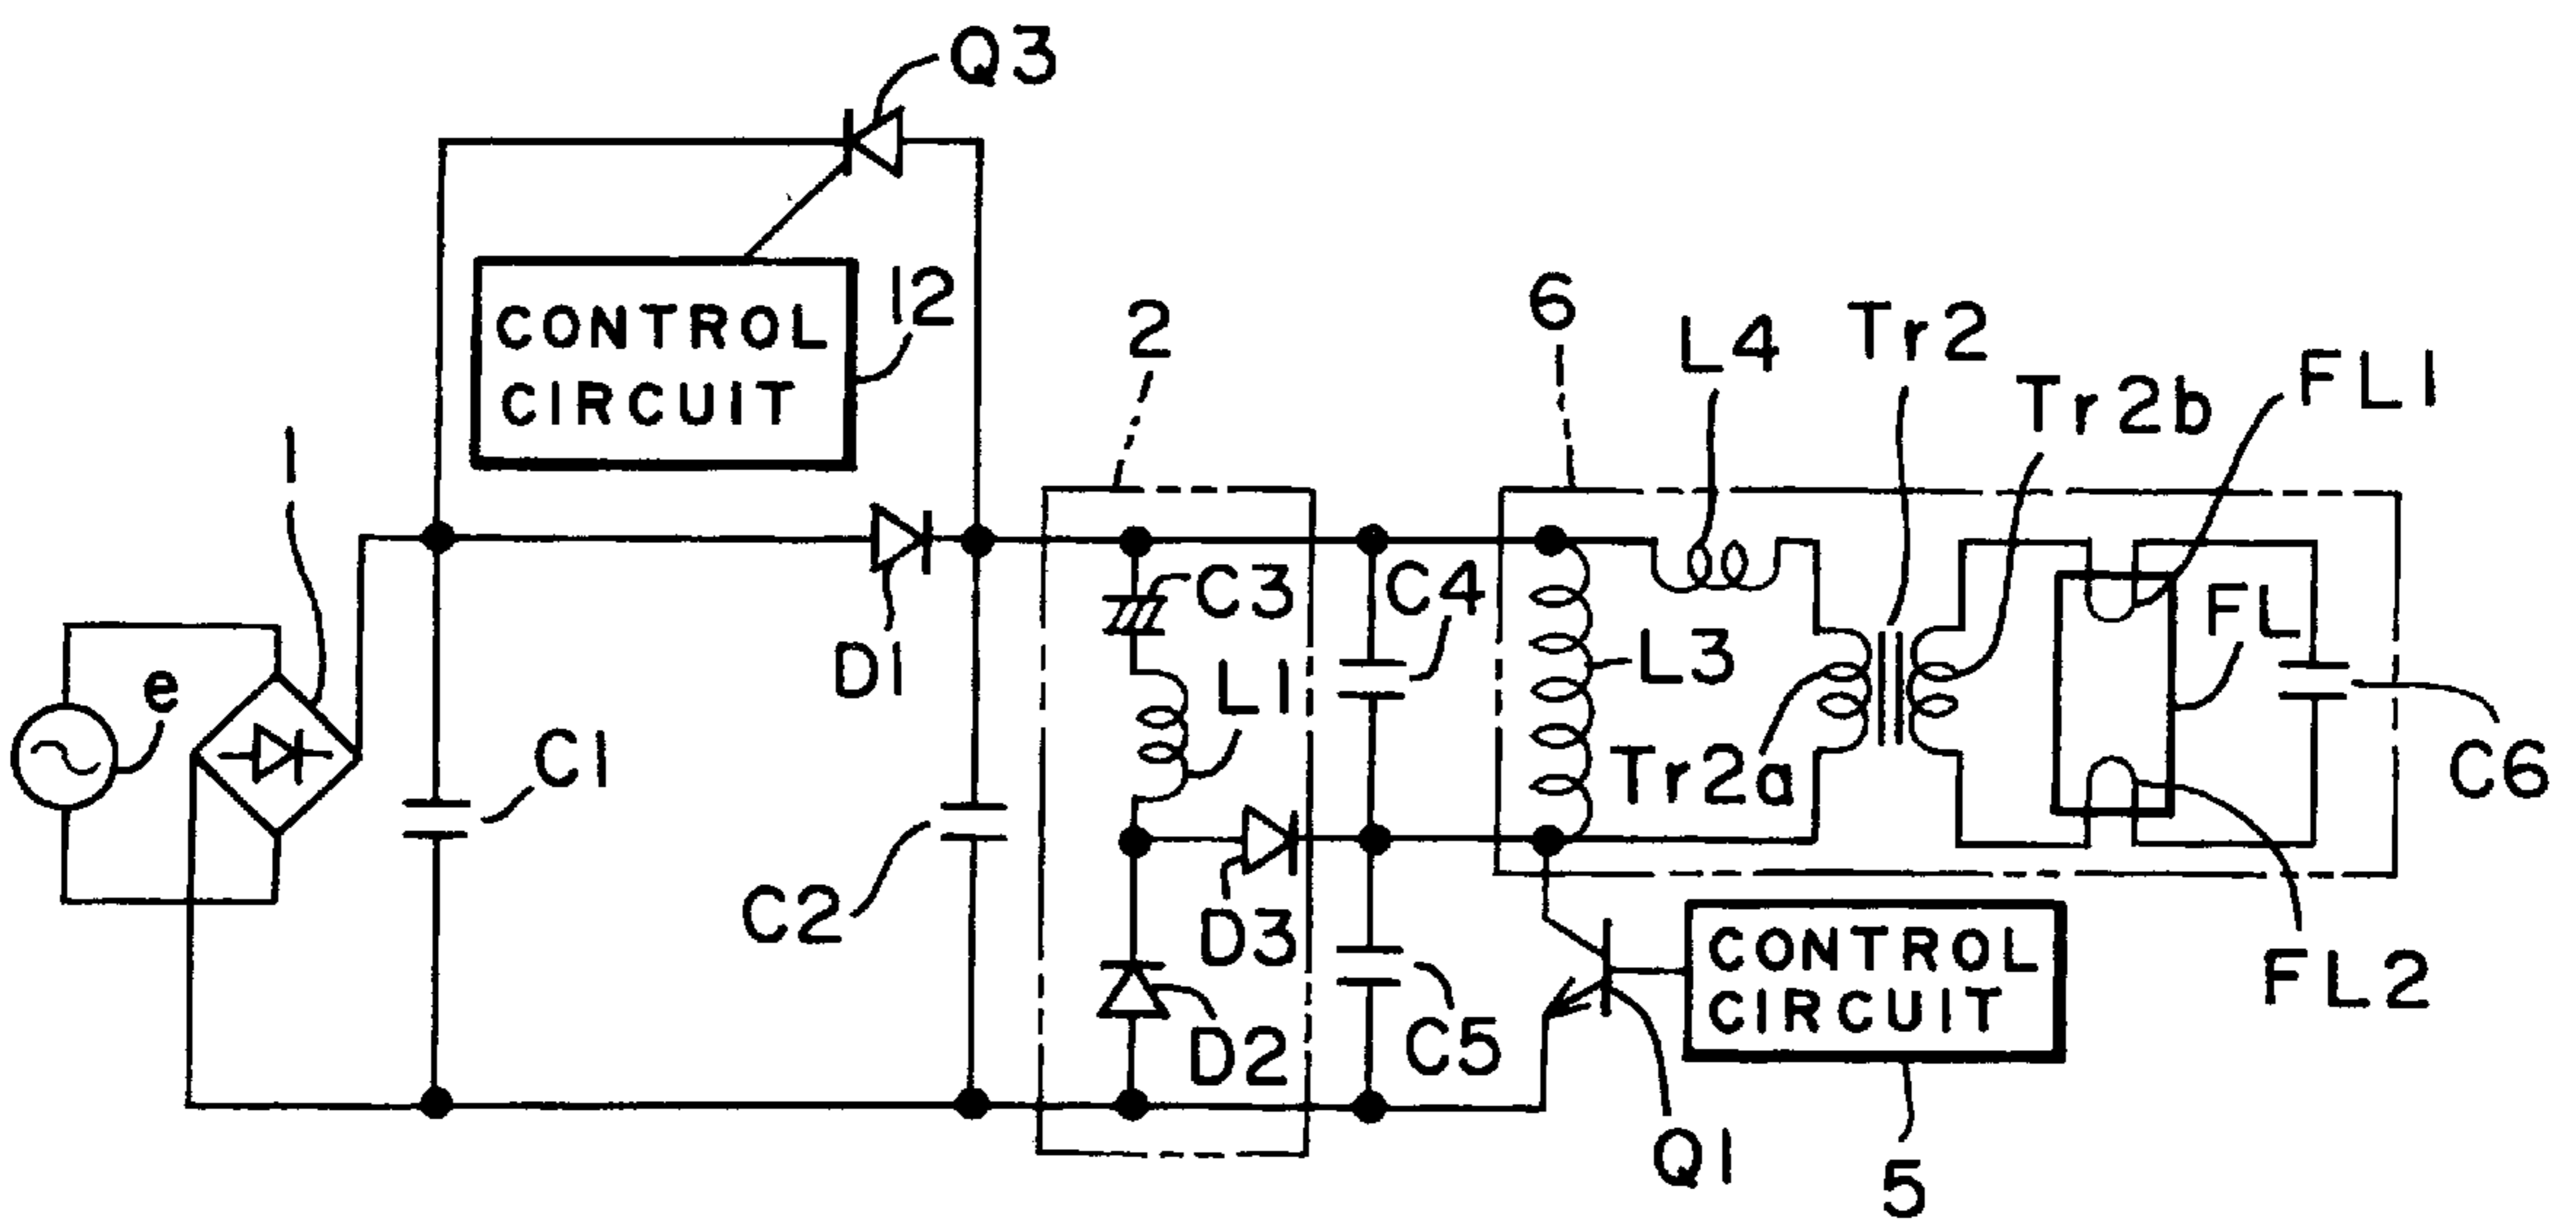 Q3
CONTROL
CIRCUIT
12
1
2
6
L4
Tr2
Tr2b
FL1
e
C1
D1
C2
C3
L1
D3
D2
C4
C5
L3
Tr2a
FL
C6
FL2
CONTROL
CIRCUIT
Q1
5